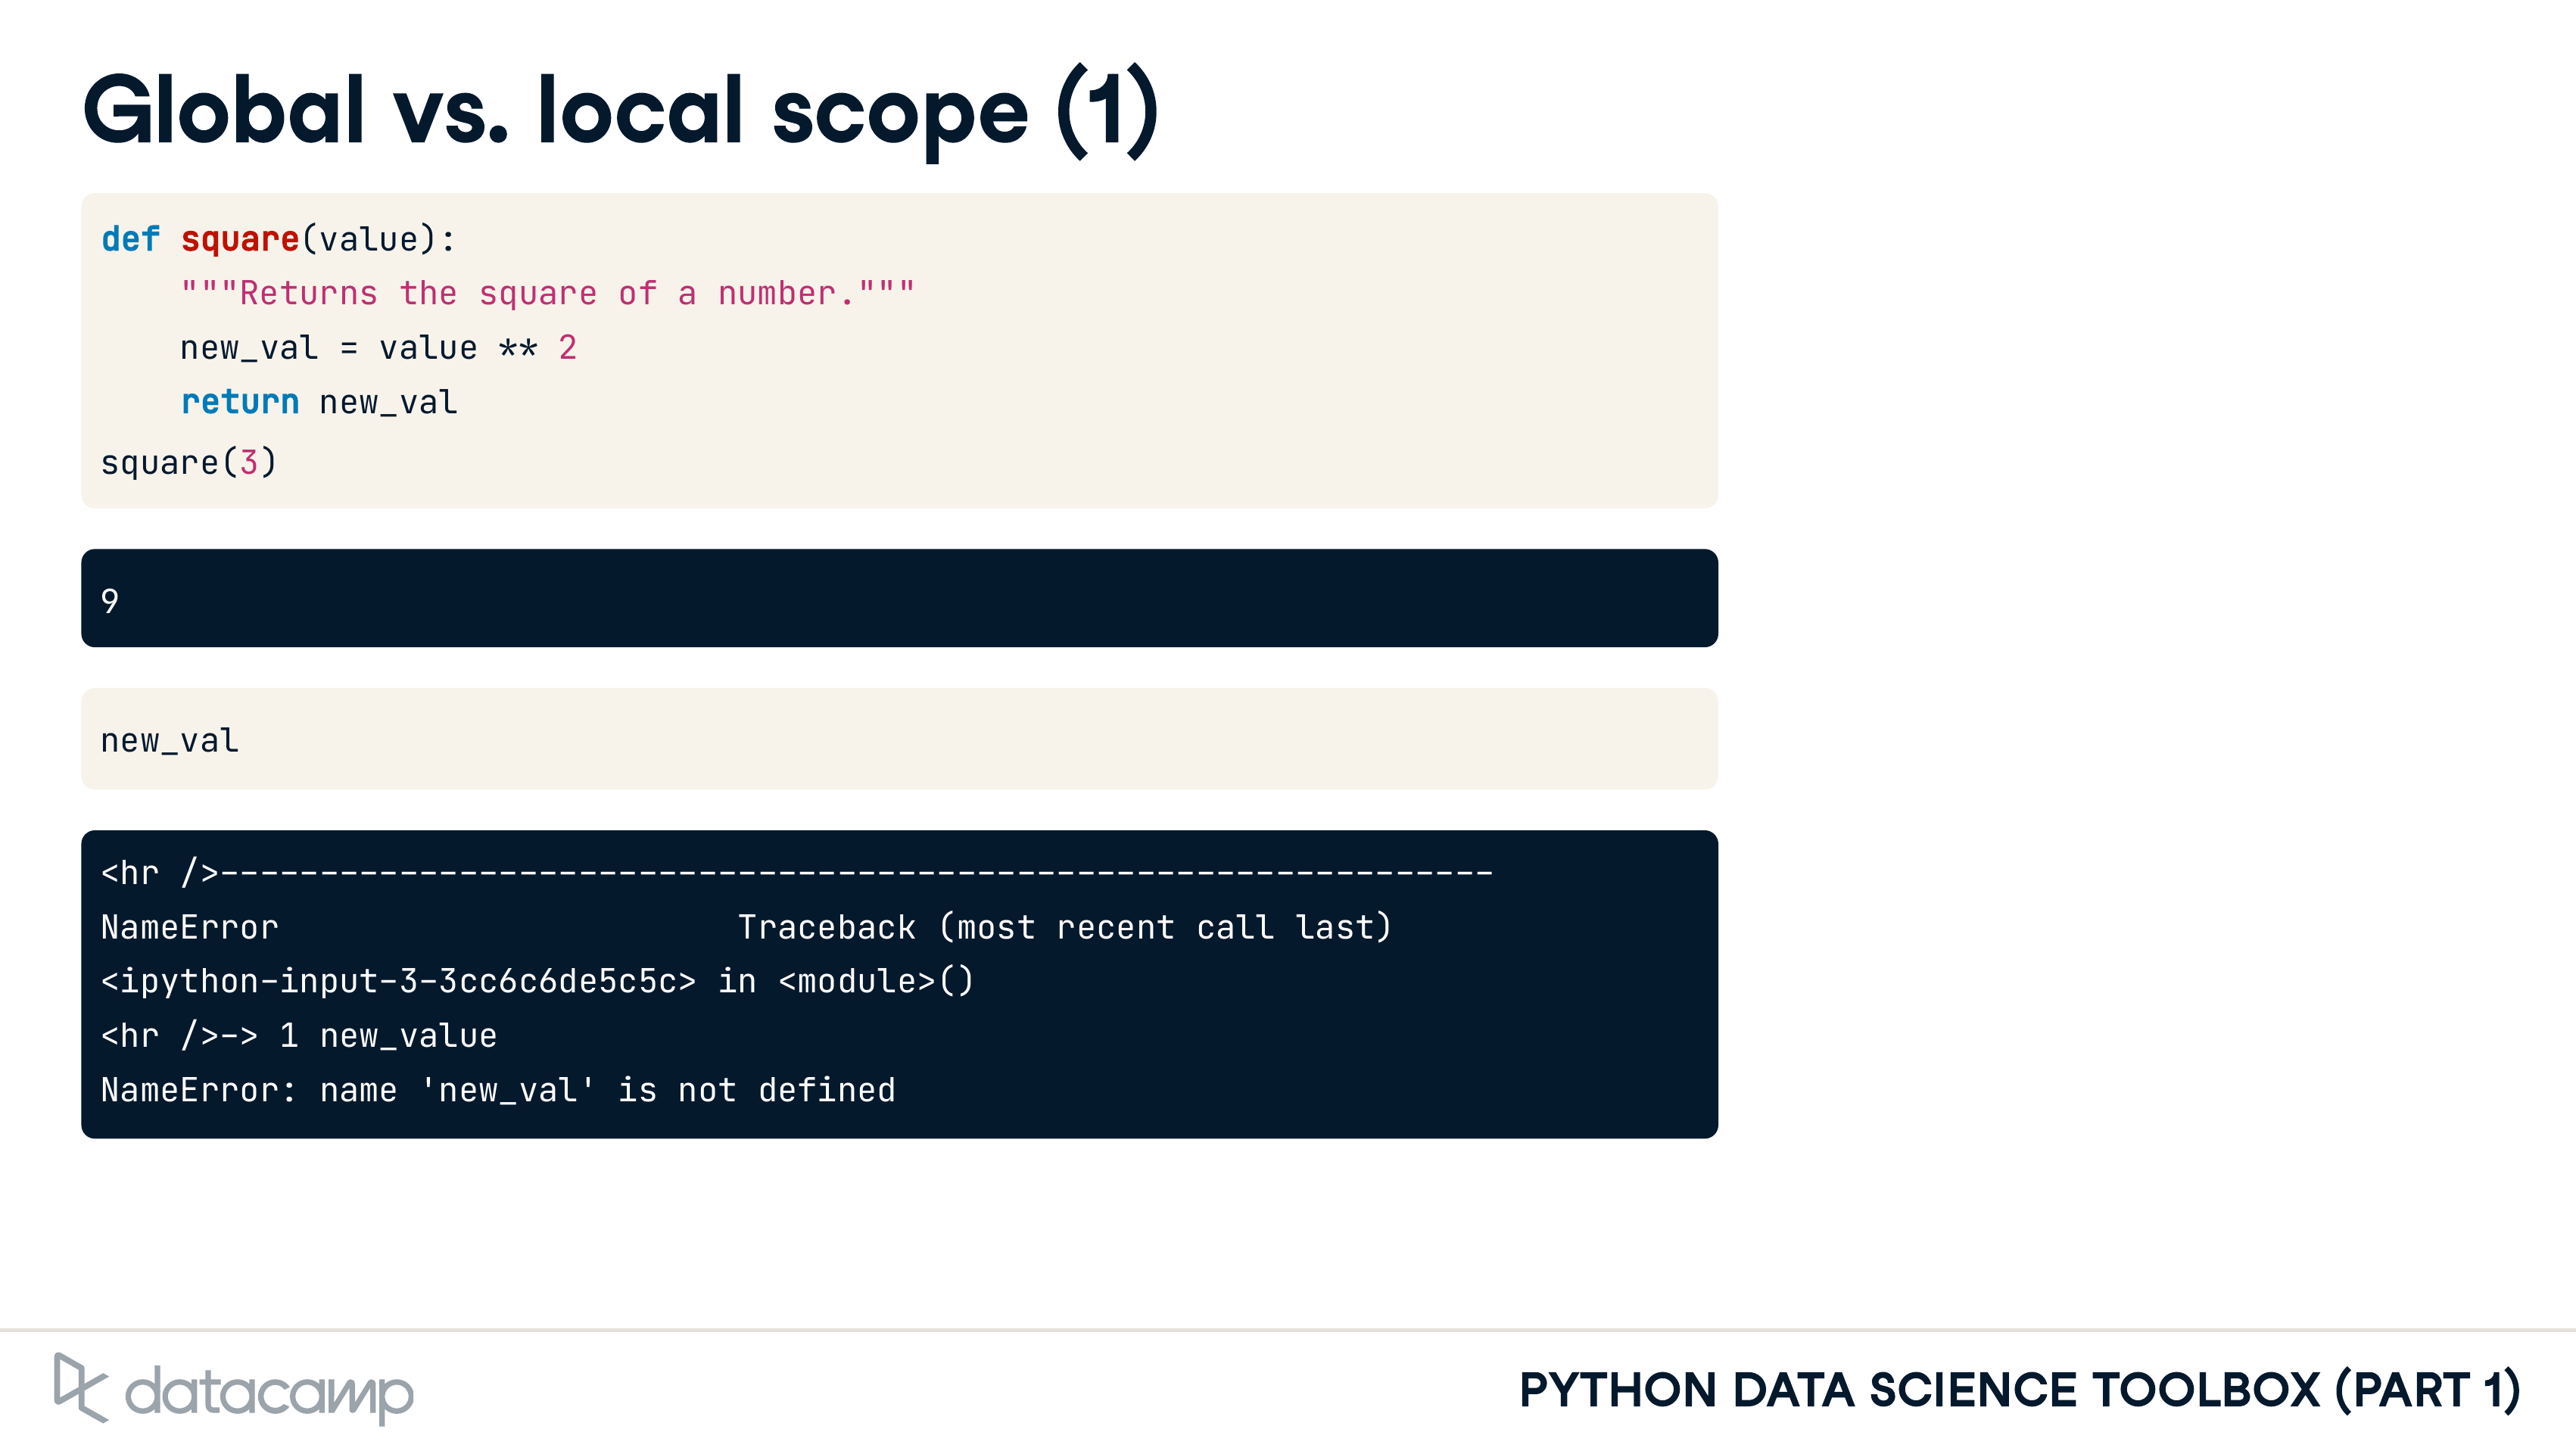 Global vs. local scope (1)
def square(value):
    """Returns the square of a number."""
    new_val = value ** 2
    return new_val
square(3)
9
new_val
<hr />----------------------------------------------------------------
NameError                       Traceback (most recent call last)
<ipython-input-3-3cc6c6de5c5c> in <module>()
<hr />-> 1 new_value
NameError: name 'new_val' is not defined
datacamp
PYTHON DATA SCIENCE TOOLBOX (PART 1)